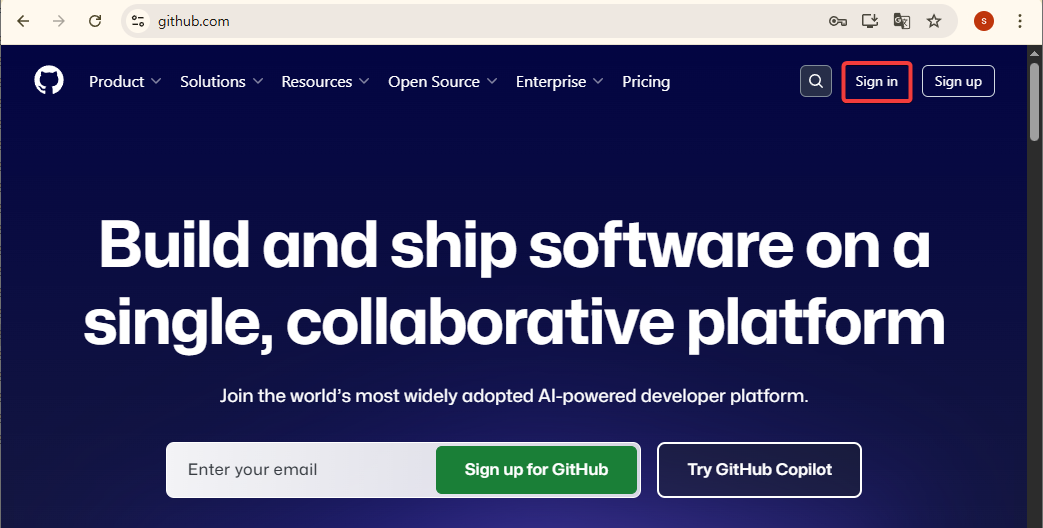 github.com
s
Product Solutions Resources Open Source Enterprise Pricing Sign in Sign up
Build and ship software on a
single, collaborative platform
Join the world’s most widely adopted AI-powered developer platform.
Enter your email Sign up for GitHub Try GitHub Copilot